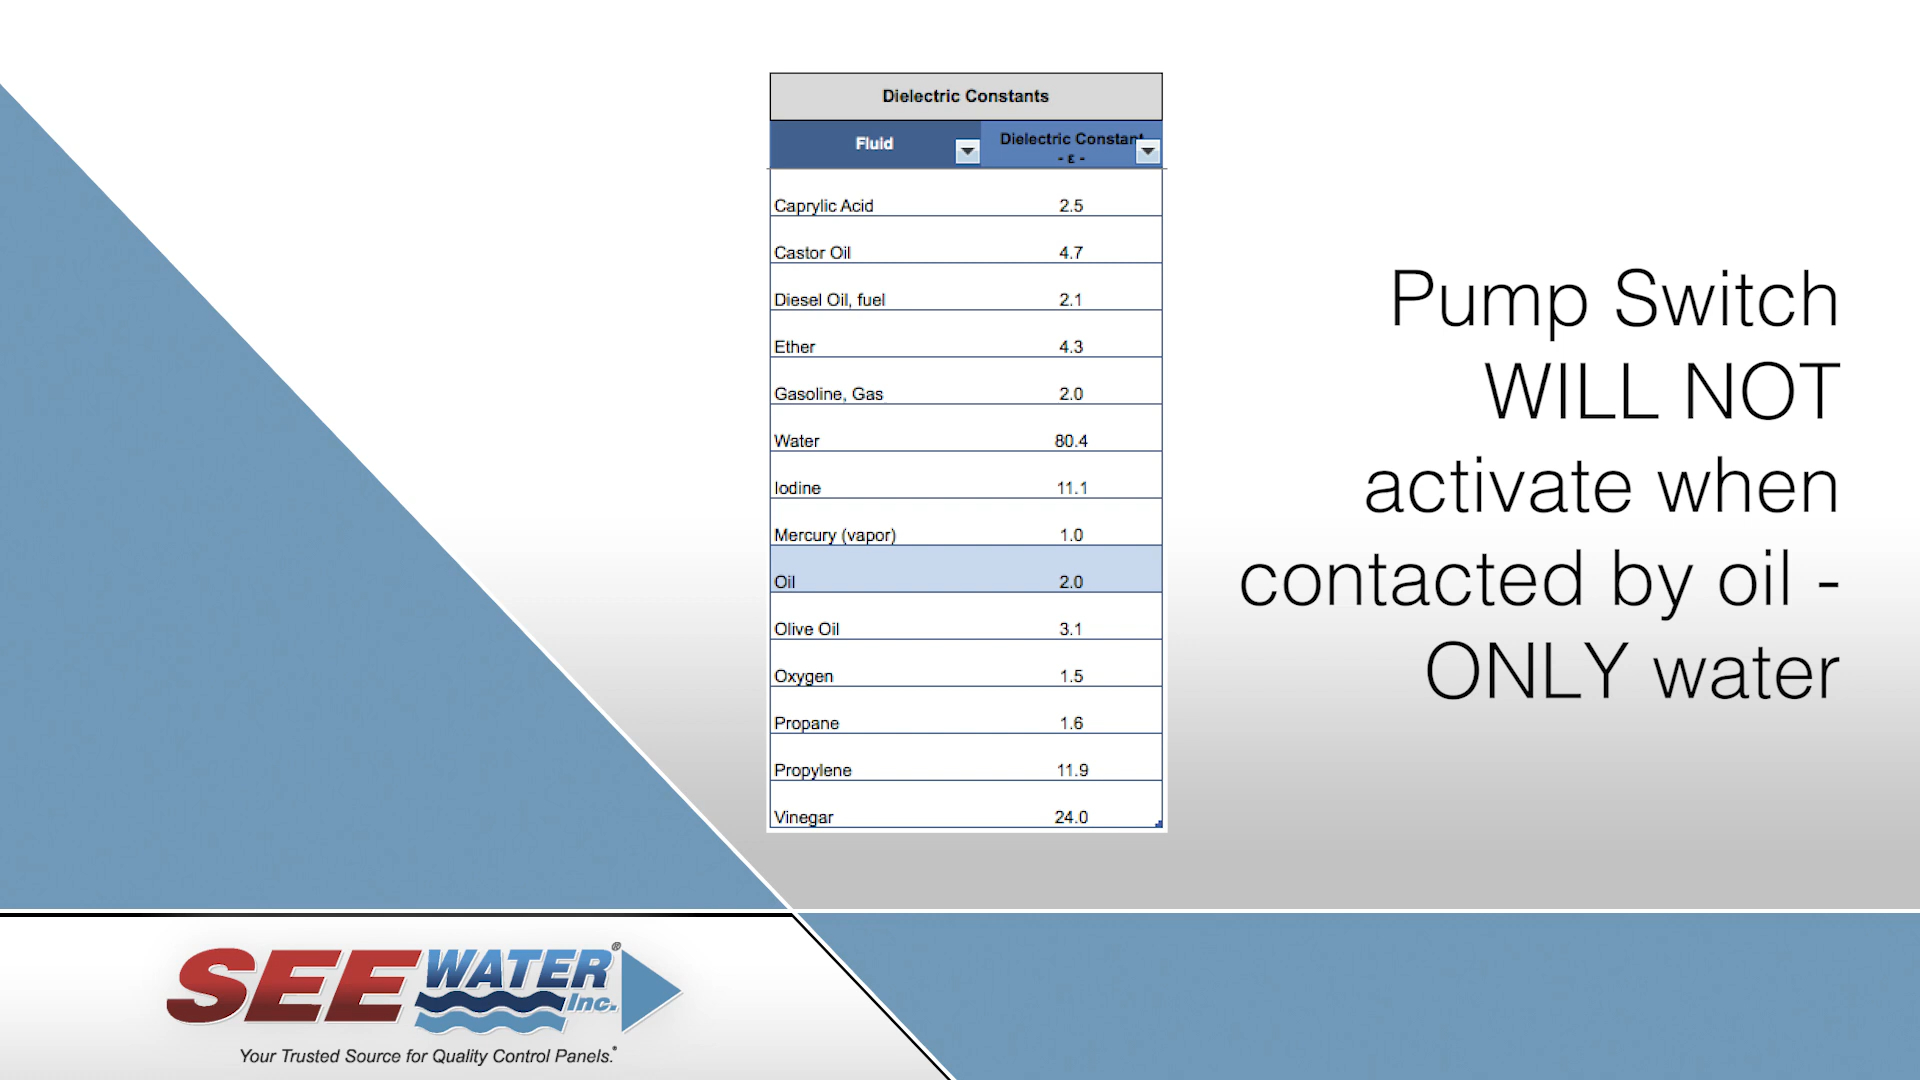 Dielectric Constants
Fluid Dielectric Constant
- ε -
Caprylic Acid 2.5
Castor Oil 4.7
Diesel Oil, fuel 2.1
Ether 4.3
Gasoline, Gas 2.0
Water 80.4
Iodine 11.1
Mercury (vapor) 1.0
Oil 2.0
Olive Oil 3.1
Oxygen 1.5
Propane 1.6
Propylene 11.9
Vinegar 24.0
Pump Switch
WILL NOT
activate when
contacted by oil -
ONLY water
SEE WATER® Inc.
Your Trusted Source for Quality Control Panels.®